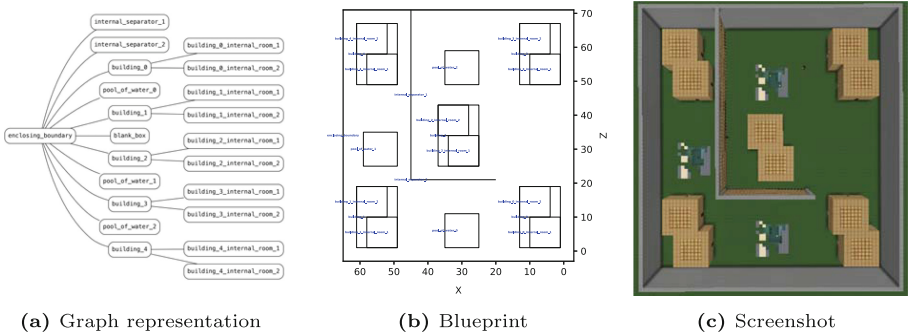 internal_separator_1
internal_separator_2
building_0_internal_room_1
building_0
building_0_internal_room_2
pool_of_water_0
building_1_internal_room_1
building_1
building_1_internal_room_2
enclosing_boundary
blank_box
building_2_internal_room_1
building_2
building_2_internal_room_2
pool_of_water_1
building_3_internal_room_1
building_3
building_3_internal_room_2
pool_of_water_2
building_4_internal_room_1
building_4
building_4_internal_room_2
70
60
50
40
30
20
10
0
Z
60 50 40 30 20 10 0
X
(a) Graph representation
(b) Blueprint
(c) Screenshot